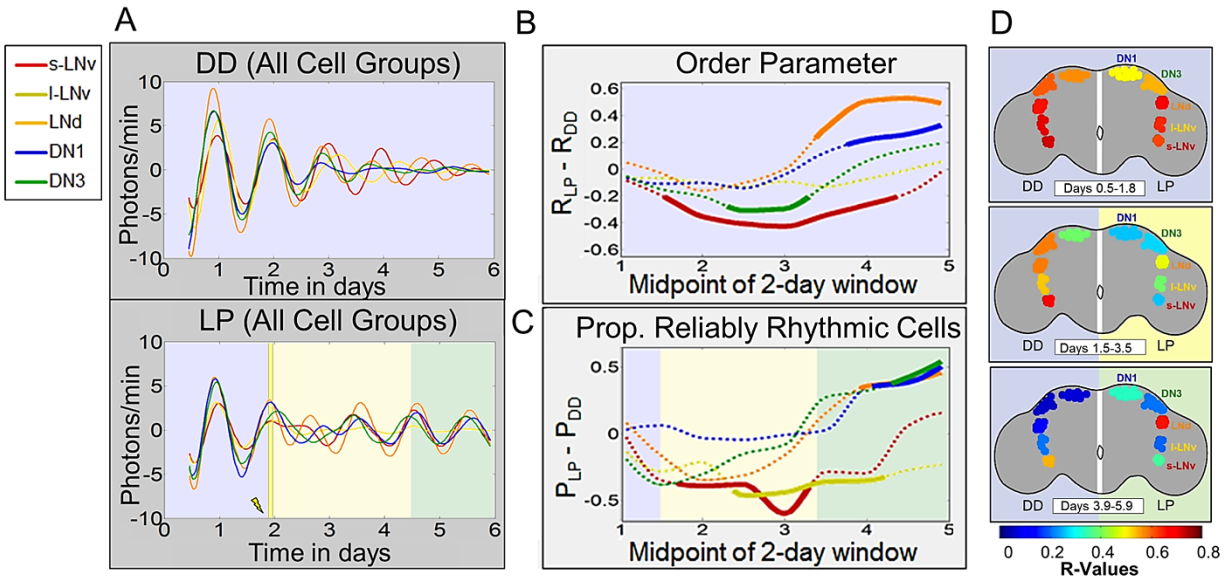 A
B
D
s-LNv
l-LNv
LNd
DN1
DN3
DD (All Cell Groups)
Photons/min
10
5
0
-5
-10
0 1 2 3 4 5 6
Time in days
LP (All Cell Groups)
Photons/min
10
5
0
-5
-10
0 1 2 3 4 5 6
Time in days
Order Parameter
R_LP - R_DD
0.6
0.4
0.2
0
-0.2
-0.4
-0.6
1 2 3 4 5
Midpoint of 2-day window
C
Prop. Reliably Rhythmic Cells
P_LP - P_DD
0.5
0
-0.5
1 2 3 4 5
Midpoint of 2-day window
DN1
DN3
LNd
l-LNv
s-LNv
DD
LP
Days 0.5-1.8
DN1
DN3
LNd
l-LNv
s-LNv
DD
LP
Days 1.5-3.5
DN1
DN3
LNd
l-LNv
s-LNv
DD
LP
Days 3.9-5.9
0 0.2 0.4 0.6 0.8
R-Values